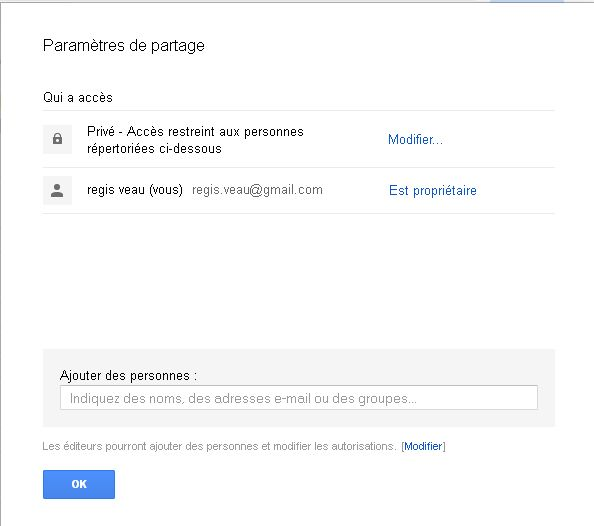 Paramètres de partage
Qui a accès
Privé - Accès restreint aux personnes
répertoriées ci-dessous
Modifier...
regis veau (vous) regis.veau@gmail.com Est propriétaire
Ajouter des personnes :
Indiquez des noms, des adresses e-mail ou des groupes...
Les éditeurs pourront ajouter des personnes et modifier les autorisations. [Modifier]
OK